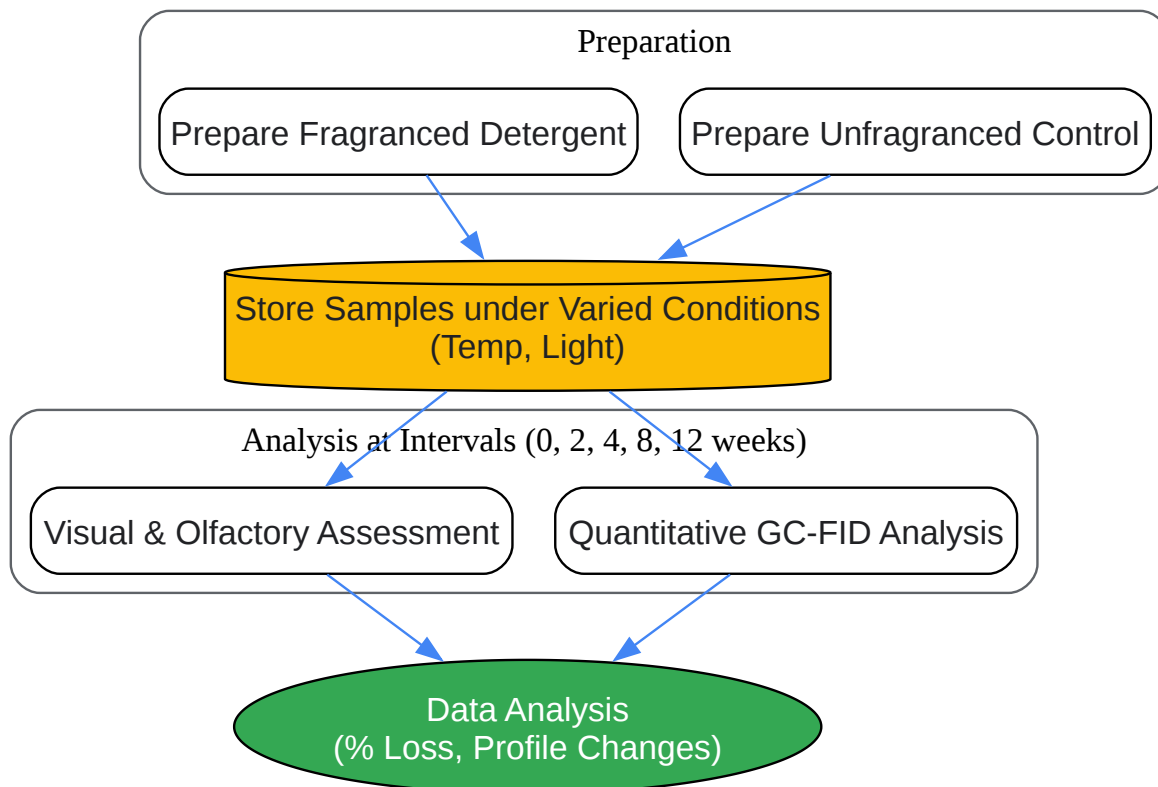 Preparation
Prepare Fragranced Detergent
Prepare Unfragranced Control
Store Samples under Varied Conditions
(Temp, Light)
Analysis at Intervals (0, 2, 4, 8, 12 weeks)
Visual & Olfactory Assessment
Quantitative GC-FID Analysis
Data Analysis
(% Loss, Profile Changes)